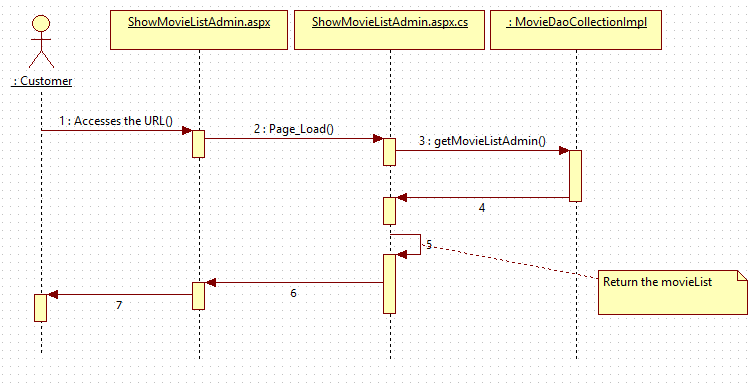 ShowMovieListAdmin.aspx
ShowMovieListAdmin.aspx.cs
: MovieDaoCollectionImpl
: Customer
1 : Accesses the URL()
2 : Page_Load()
3 : getMovieListAdmin()
4
5
Return the movieList
6
7